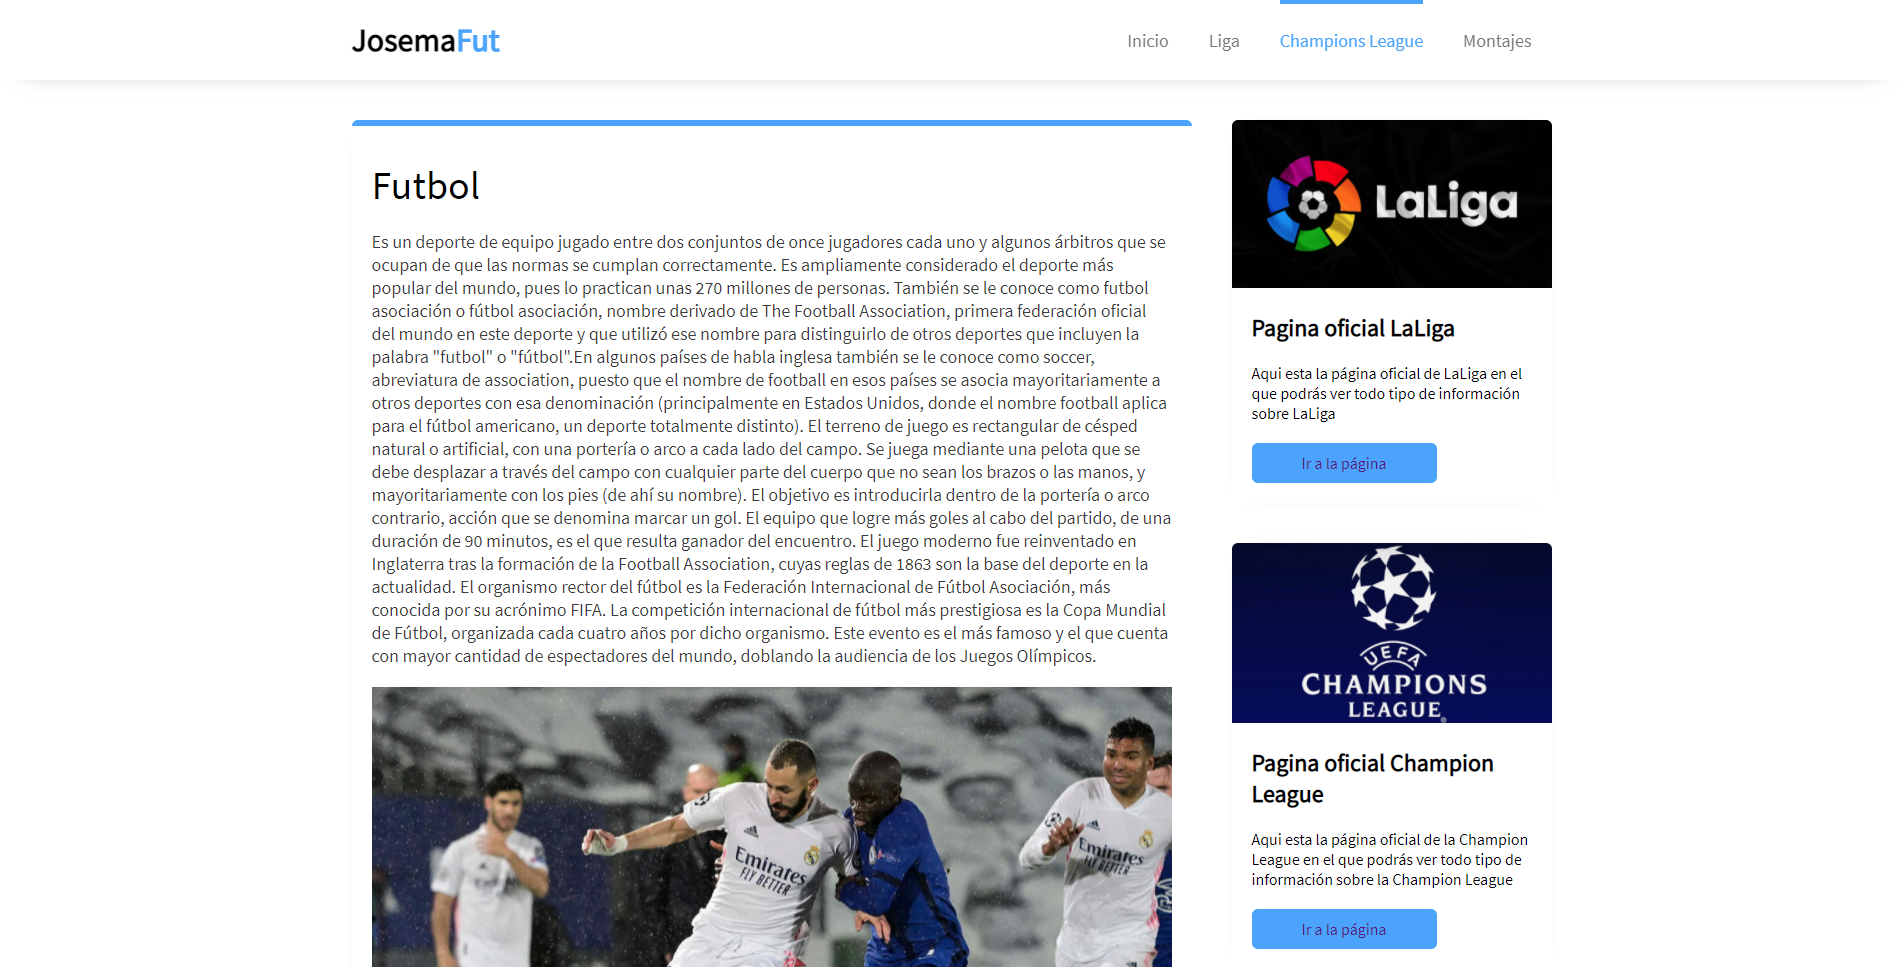 JosemaFut
Inicio
Liga
Champions League
Montajes
Futbol
Es un deporte de equipo jugado entre dos conjuntos de once jugadores cada uno y algunos árbitros que se
ocupan de que las normas se cumplan correctamente. Es ampliamente considerado el deporte más
popular del mundo, pues lo practican unas 270 millones de personas. También se le conoce como futbol
asociación o fútbol asociación, nombre derivado de The Football Association, primera federación oficial
del mundo en este deporte y que utilizó ese nombre para distinguirlo de otros deportes que incluyen la
palabra "futbol" o "fútbol".En algunos países de habla inglesa también se le conoce como soccer,
abreviatura de association, puesto que el nombre de football en esos países se asocia mayoritariamente a
otros deportes con esa denominación (principalmente en Estados Unidos, donde el nombre football aplica
para el fútbol americano, un deporte totalmente distinto). El terreno de juego es rectangular de césped
natural o artificial, con una portería o arco a cada lado del campo. Se juega mediante una pelota que se
debe desplazar a través del campo con cualquier parte del cuerpo que no sean los brazos o las manos, y
mayoritariamente con los pies (de ahí su nombre). El objetivo es introducirla dentro de la portería o arco
contrario, acción que se denomina marcar un gol. El equipo que logre más goles al cabo del partido, de una
duración de 90 minutos, es el que resulta ganador del encuentro. El juego moderno fue reinventado en
Inglaterra tras la formación de la Football Association, cuyas reglas de 1863 son la base del deporte en la
actualidad. El organismo rector del fútbol es la Federación Internacional de Fútbol Asociación, más
conocida por su acrónimo FIFA. La competición internacional de fútbol más prestigiosa es la Copa Mundial
de Fútbol, organizada cada cuatro años por dicho organismo. Este evento es el más famoso y el que cuenta
con mayor cantidad de espectadores del mundo, doblando la audiencia de los Juegos Olímpicos.
Emirates
FLY BETTER
Emirates
FLY BETTER
LaLiga
Pagina oficial LaLiga
Aqui esta la página oficial de LaLiga en el
que podrás ver todo tipo de información
sobre LaLiga
Ir a la página
UEFA
CHAMPIONS
LEAGUE®
Pagina oficial Champion
League
Aqui esta la página oficial de la Champion
League en el que podrás ver todo tipo de
información sobre la Champion League
Ir a la página